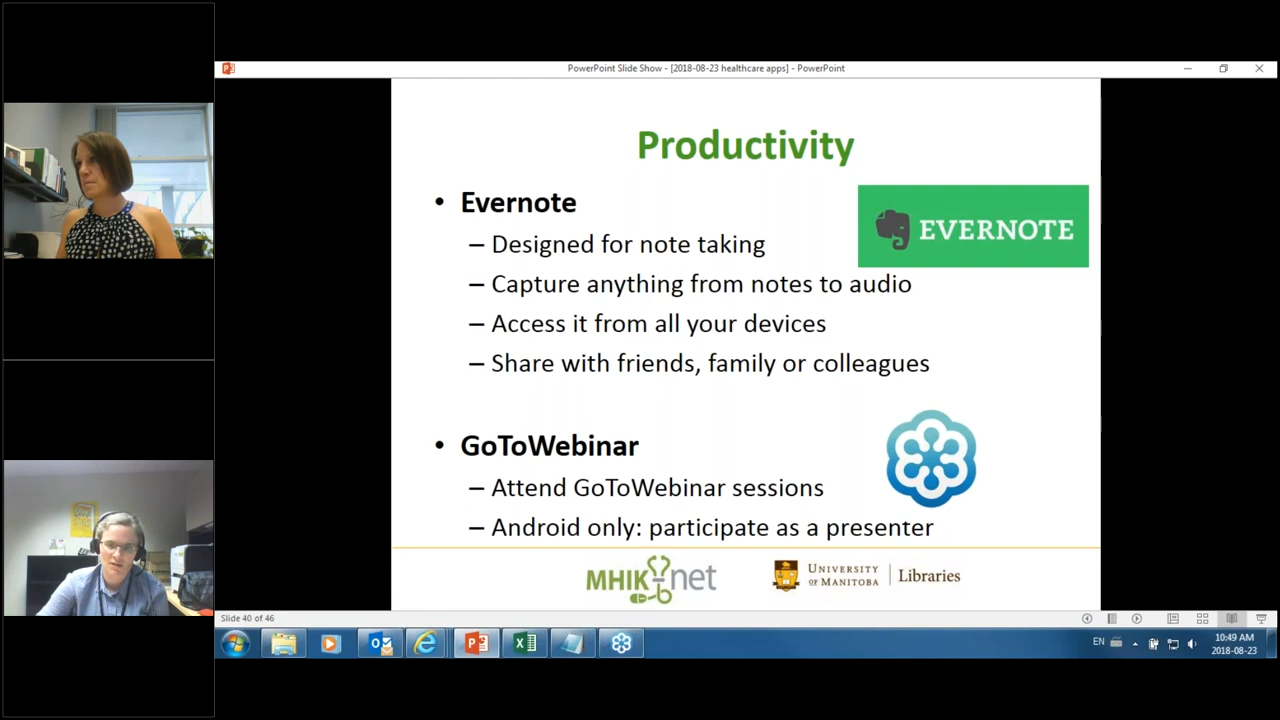 PowerPoint Slide Show - [2018-08-23 healthcare apps] - PowerPoint
Productivity
• Evernote
EVERNOTE
– Designed for note taking
– Capture anything from notes to audio
– Access it from all your devices
– Share with friends, family or colleagues
• GoToWebinar
– Attend GoToWebinar sessions
– Android only: participate as a presenter
MHIKnet
UNIVERSITY
OF MANITOBA
Libraries
Slide 40 of 46
EN
10:49 AM
2018-08-23